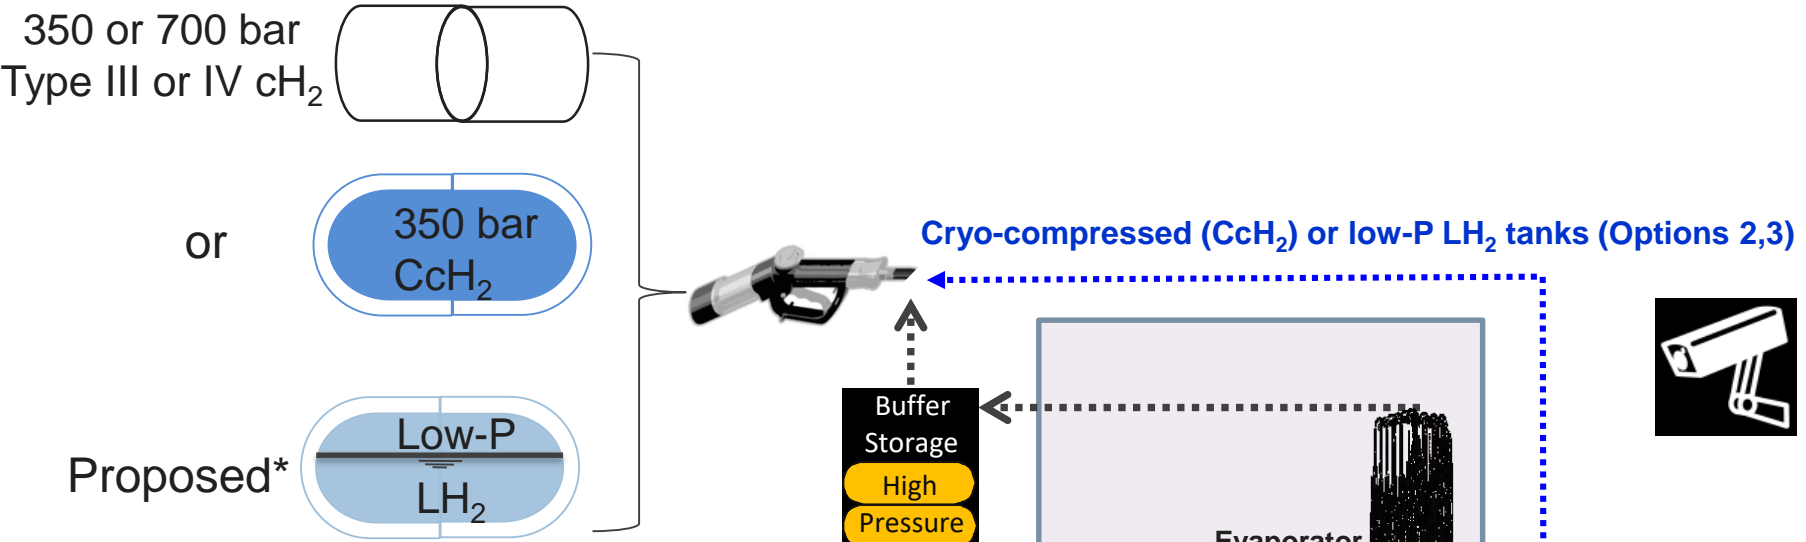 350 or 700 bar
Type III or IV cH₂
or
350 bar
CcH₂
Proposed*
Low-P
LH₂
Cryo-compressed (CcH₂) or low-P LH₂ tanks (Options 2,3)
Buffer
Storage
High
Pressure
Evaporator